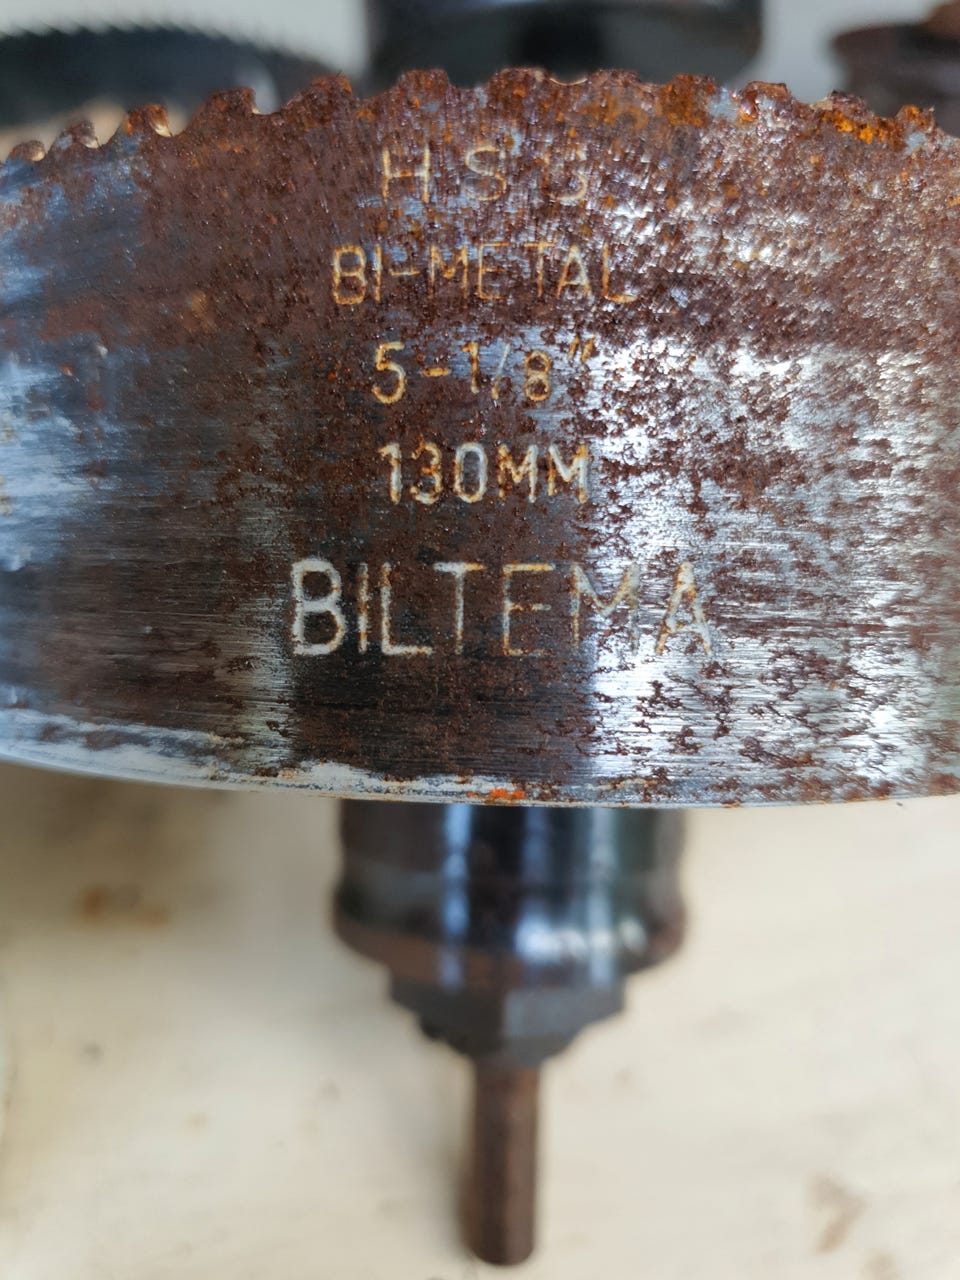 HSS
BI-METAL
5-1/8"
130MM
BILTEMA